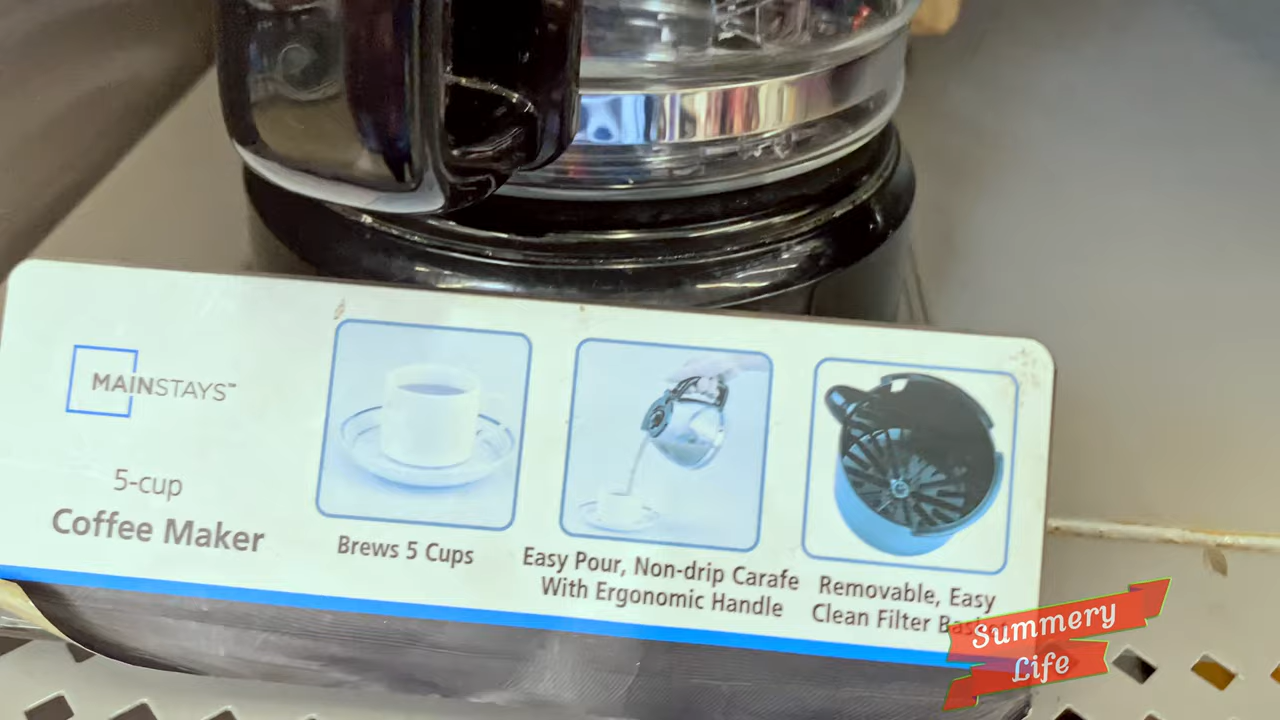 MAINSTAYS™
5-cup
Coffee Maker
Brews 5 Cups
Easy Pour, Non-drip Carafe
With Ergonomic Handle
Removable, Easy
Clean Filter Basket
Summery
Life